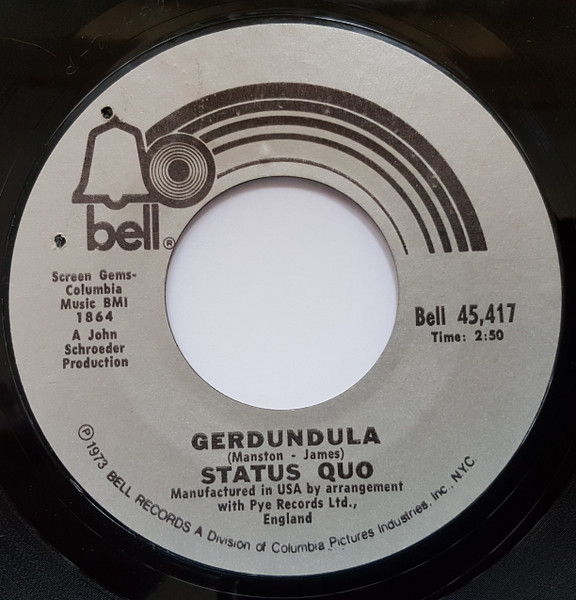 bell®
Screen Gems-
Columbia
Music BMI
1864
A John
Schroeder
Production
Bell 45,417
Time: 2:50
GERDUNDULA
(Manston - James)
STATUS QUO
Manufactured in USA by arrangement
with Pye Records Ltd.,
England
℗1973 BELL RECORDS A Division of Columbia Pictures Industries, Inc., N.Y.C.